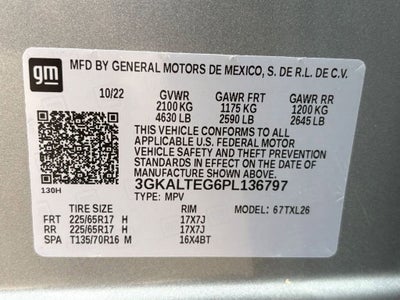 gm
MFD BY GENERAL MOTORS DE MEXICO, S. DE R.L. DE C.V.
10/22 GVWR GAWR FRT GAWR RR
2100 KG 1175 KG 1200 KG
4630 LB 2590 LB 2645 LB
THIS VEHICLE CONFORMS TO ALL
APPLICABLE U.S. FEDERAL MOTOR
VEHICLE SAFETY AND THEFT PREVENTION
STANDARDS IN EFFECT ON THE DATE OF
MANUFACTURE SHOWN ABOVE.
3GKALTEG6PL136797
130H
TYPE: MPV
TIRE SIZE RIM MODEL: 67TXL26
FRT 225/65R17 H 17X7J
RR 225/65R17 H 17X7J
SPA T135/70R16 M 16X4BT